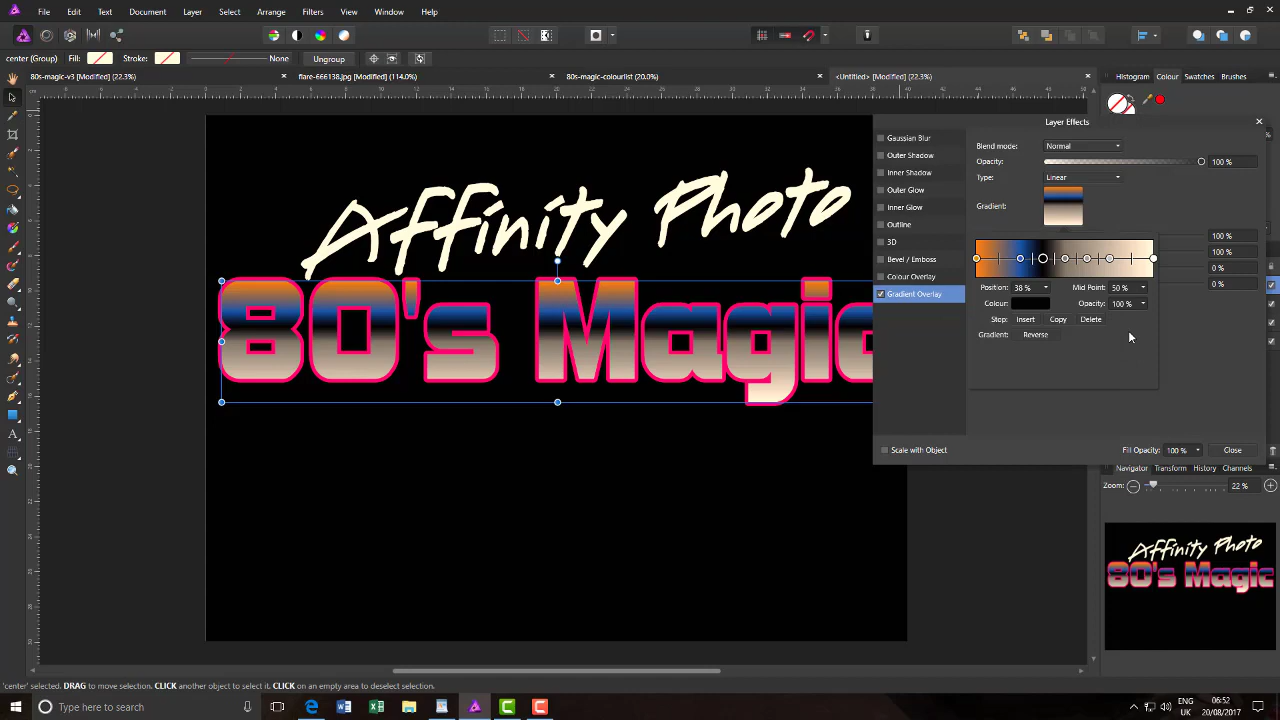 File Edit Text Document Layer Select Arrange Filters View Window Help
center (Group) Fill: Stroke: None Ungroup
80s-magic-v3 [Modified] (22.3%) flare-666138.jpg [Modified] (114.0%) 80s-magic-colourlist (20.0%) <Untitled> [Modified] (22.3%)
Histogram Colour Swatches Brushes
Layer Effects
Gaussian Blur
Outer Shadow
Inner Shadow
Outer Glow
Inner Glow
Outline
3D
Bevel / Emboss
Colour Overlay
Gradient Overlay
Blend mode: Normal
Opacity: 100 %
Type: Linear
Gradient:
100 %
100 %
0 %
0 %
Position: 38 % Mid Point: 50 %
Colour: Opacity: 100 %
Stop: Insert Copy Delete
Gradient: Reverse
Scale with Object Fill Opacity: 100 % Close
Affinity Photo
80's Magic
Navigator Transform History Channels
Zoom: 22 %
Affinity Photo
80's Magic
'center' selected. DRAG to move selection. CLICK another object to select it. CLICK on an empty area to deselect selection.
Type here to search
ENG
UK
06:52
20/08/2017